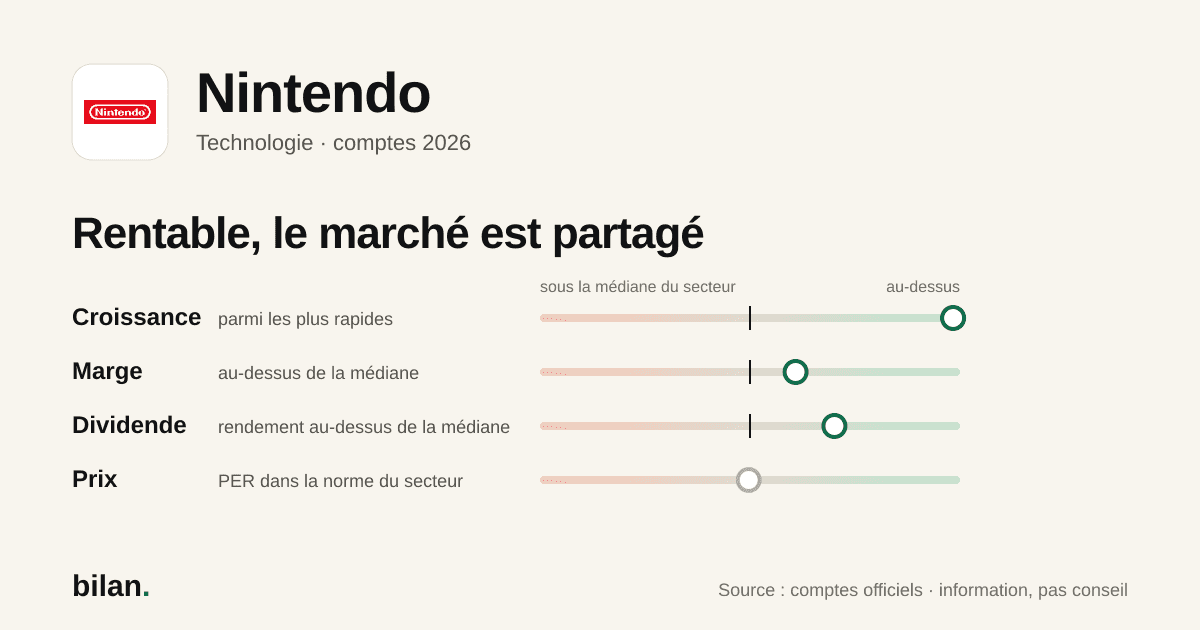 Nintendo
Nintendo
Technologie · comptes 2026
Rentable, le marché est partagé
sous la médiane du secteur au-dessus
Croissance parmi les plus rapides
Marge au-dessus de la médiane
Dividende rendement au-dessus de la médiane
Prix PER dans la norme du secteur
bilan.
Source : comptes officiels · information, pas conseil